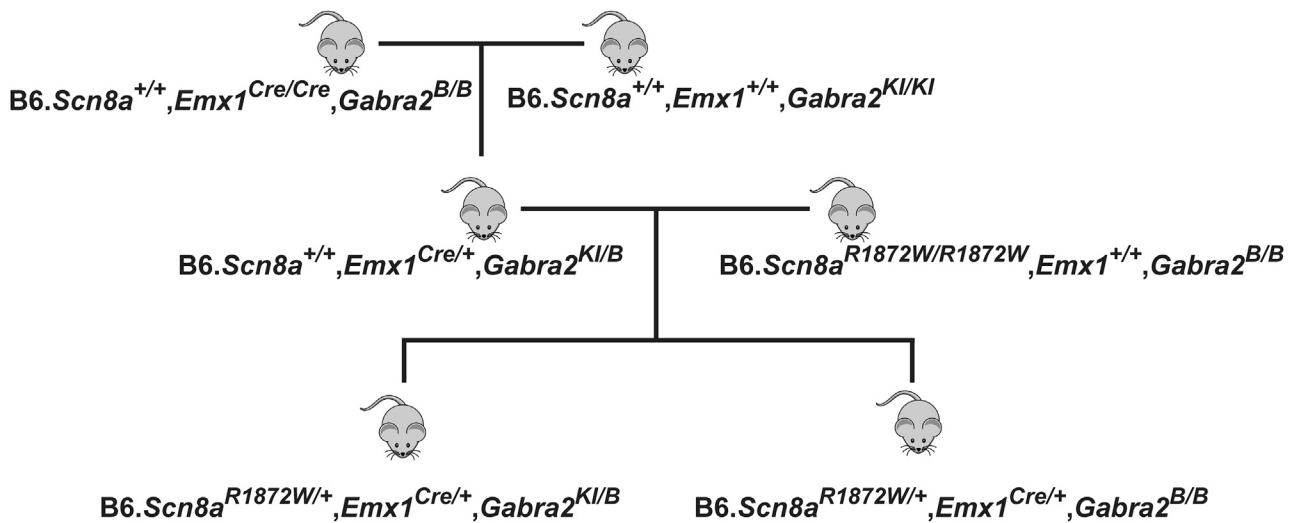 B6.Scn8a+/+,Emx1Cre/Cre,Gabra2B/B
B6.Scn8a+/+,Emx1+/+,Gabra2KI/KI
B6.Scn8a+/+,Emx1Cre/+,Gabra2KI/B
B6.Scn8aR1872W/R1872W,Emx1+/+,Gabra2B/B
B6.Scn8aR1872W/+,Emx1Cre/+,Gabra2KI/B
B6.Scn8aR1872W/+,Emx1Cre/+,Gabra2B/B